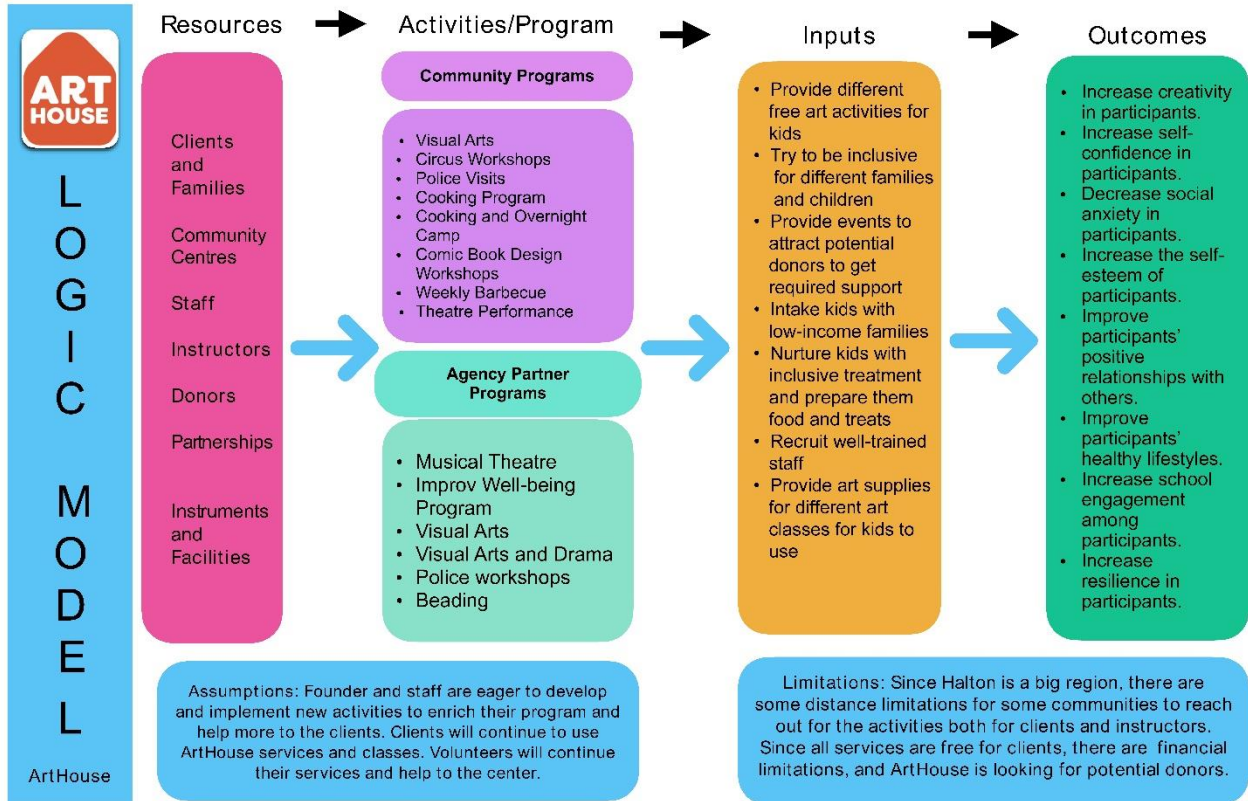 ART
HOUSE
LOGIC
MODEL
ArtHouse
Resources
Clients
and
Families
Community
Centres
Staff
Instructors
Donors
Partnerships
Instruments
and
Facilities
Activities/Program
Community Programs
• Visual Arts
• Circus Workshops
• Police Visits
• Cooking Program
• Cooking and Overnight
Camp
• Comic Book Design
Workshops
• Weekly Barbecue
• Theatre Performance
Agency Partner
Programs
• Musical Theatre
• Improv Well-being
Program
• Visual Arts
• Visual Arts and Drama
• Police workshops
• Beading
Inputs
• Provide different
free art activities for
kids
• Try to be inclusive
for different families
and children
• Provide events to
attract potential
donors to get
required support
• Intake kids with
low-income families
• Nurture kids with
inclusive treatment
and prepare them
food and treats
• Recruit well-trained
staff
• Provide art supplies
for different art
classes for kids to
use
Outcomes
• Increase creativity
in participants.
• Increase self-
confidence in
participants.
• Decrease social
anxiety in
participants.
• Increase the self-
esteem of
participants.
• Improve
participants'
positive
relationships with
others.
• Improve
participants'
healthy lifestyles.
• Increase school
engagement
among
participants.
• Increase
resilience in
participants.
Assumptions: Founder and staff are eager to develop
and implement new activities to enrich their program and
help more to the clients. Clients will continue to use
ArtHouse services and classes. Volunteers will continue
their services and help to the center.
Limitations: Since Halton is a big region, there are
some distance limitations for some communities to reach
out for the activities both for clients and instructors.
Since all services are free for clients, there are financial
limitations, and ArtHouse is looking for potential donors.